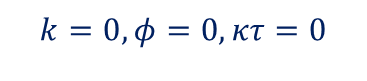 k = 0, ϕ = 0, κτ = 0